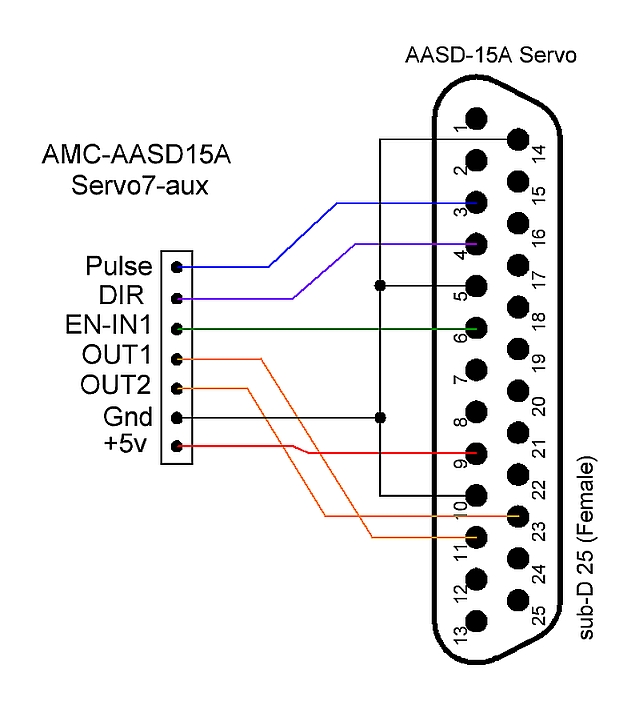 AASD-15A Servo
AMC-AASD15A
Servo7-aux
Pulse
DIR
EN-IN1
OUT1
OUT2
Gnd
+5v
1
2
3
4
5
6
7
8
9
10
11
12
13
14
15
16
17
18
19
20
21
22
23
24
25
sub-D 25 (Female)